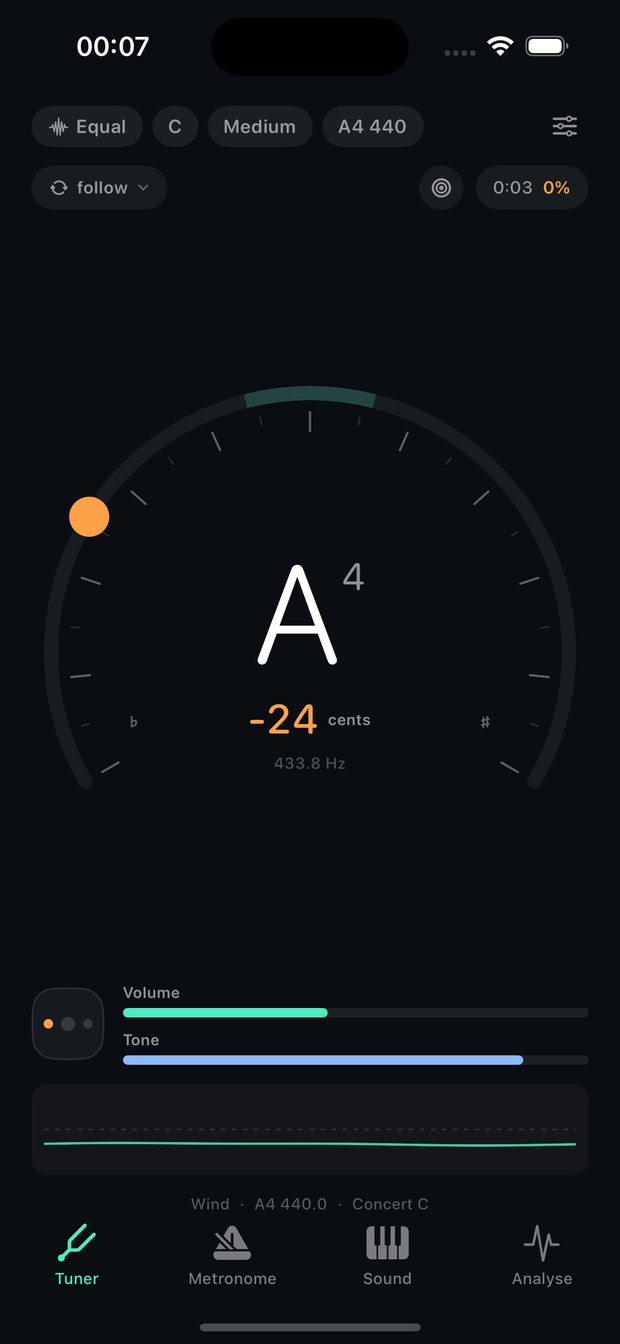 00:07
Equal C Medium A4 440
follow 0:03 0%
A 4
-24 cents
♭ ♯
433.8 Hz
Volume
Tone
Wind · A4 440.0 · Concert C
Tuner Metronome Sound Analyse